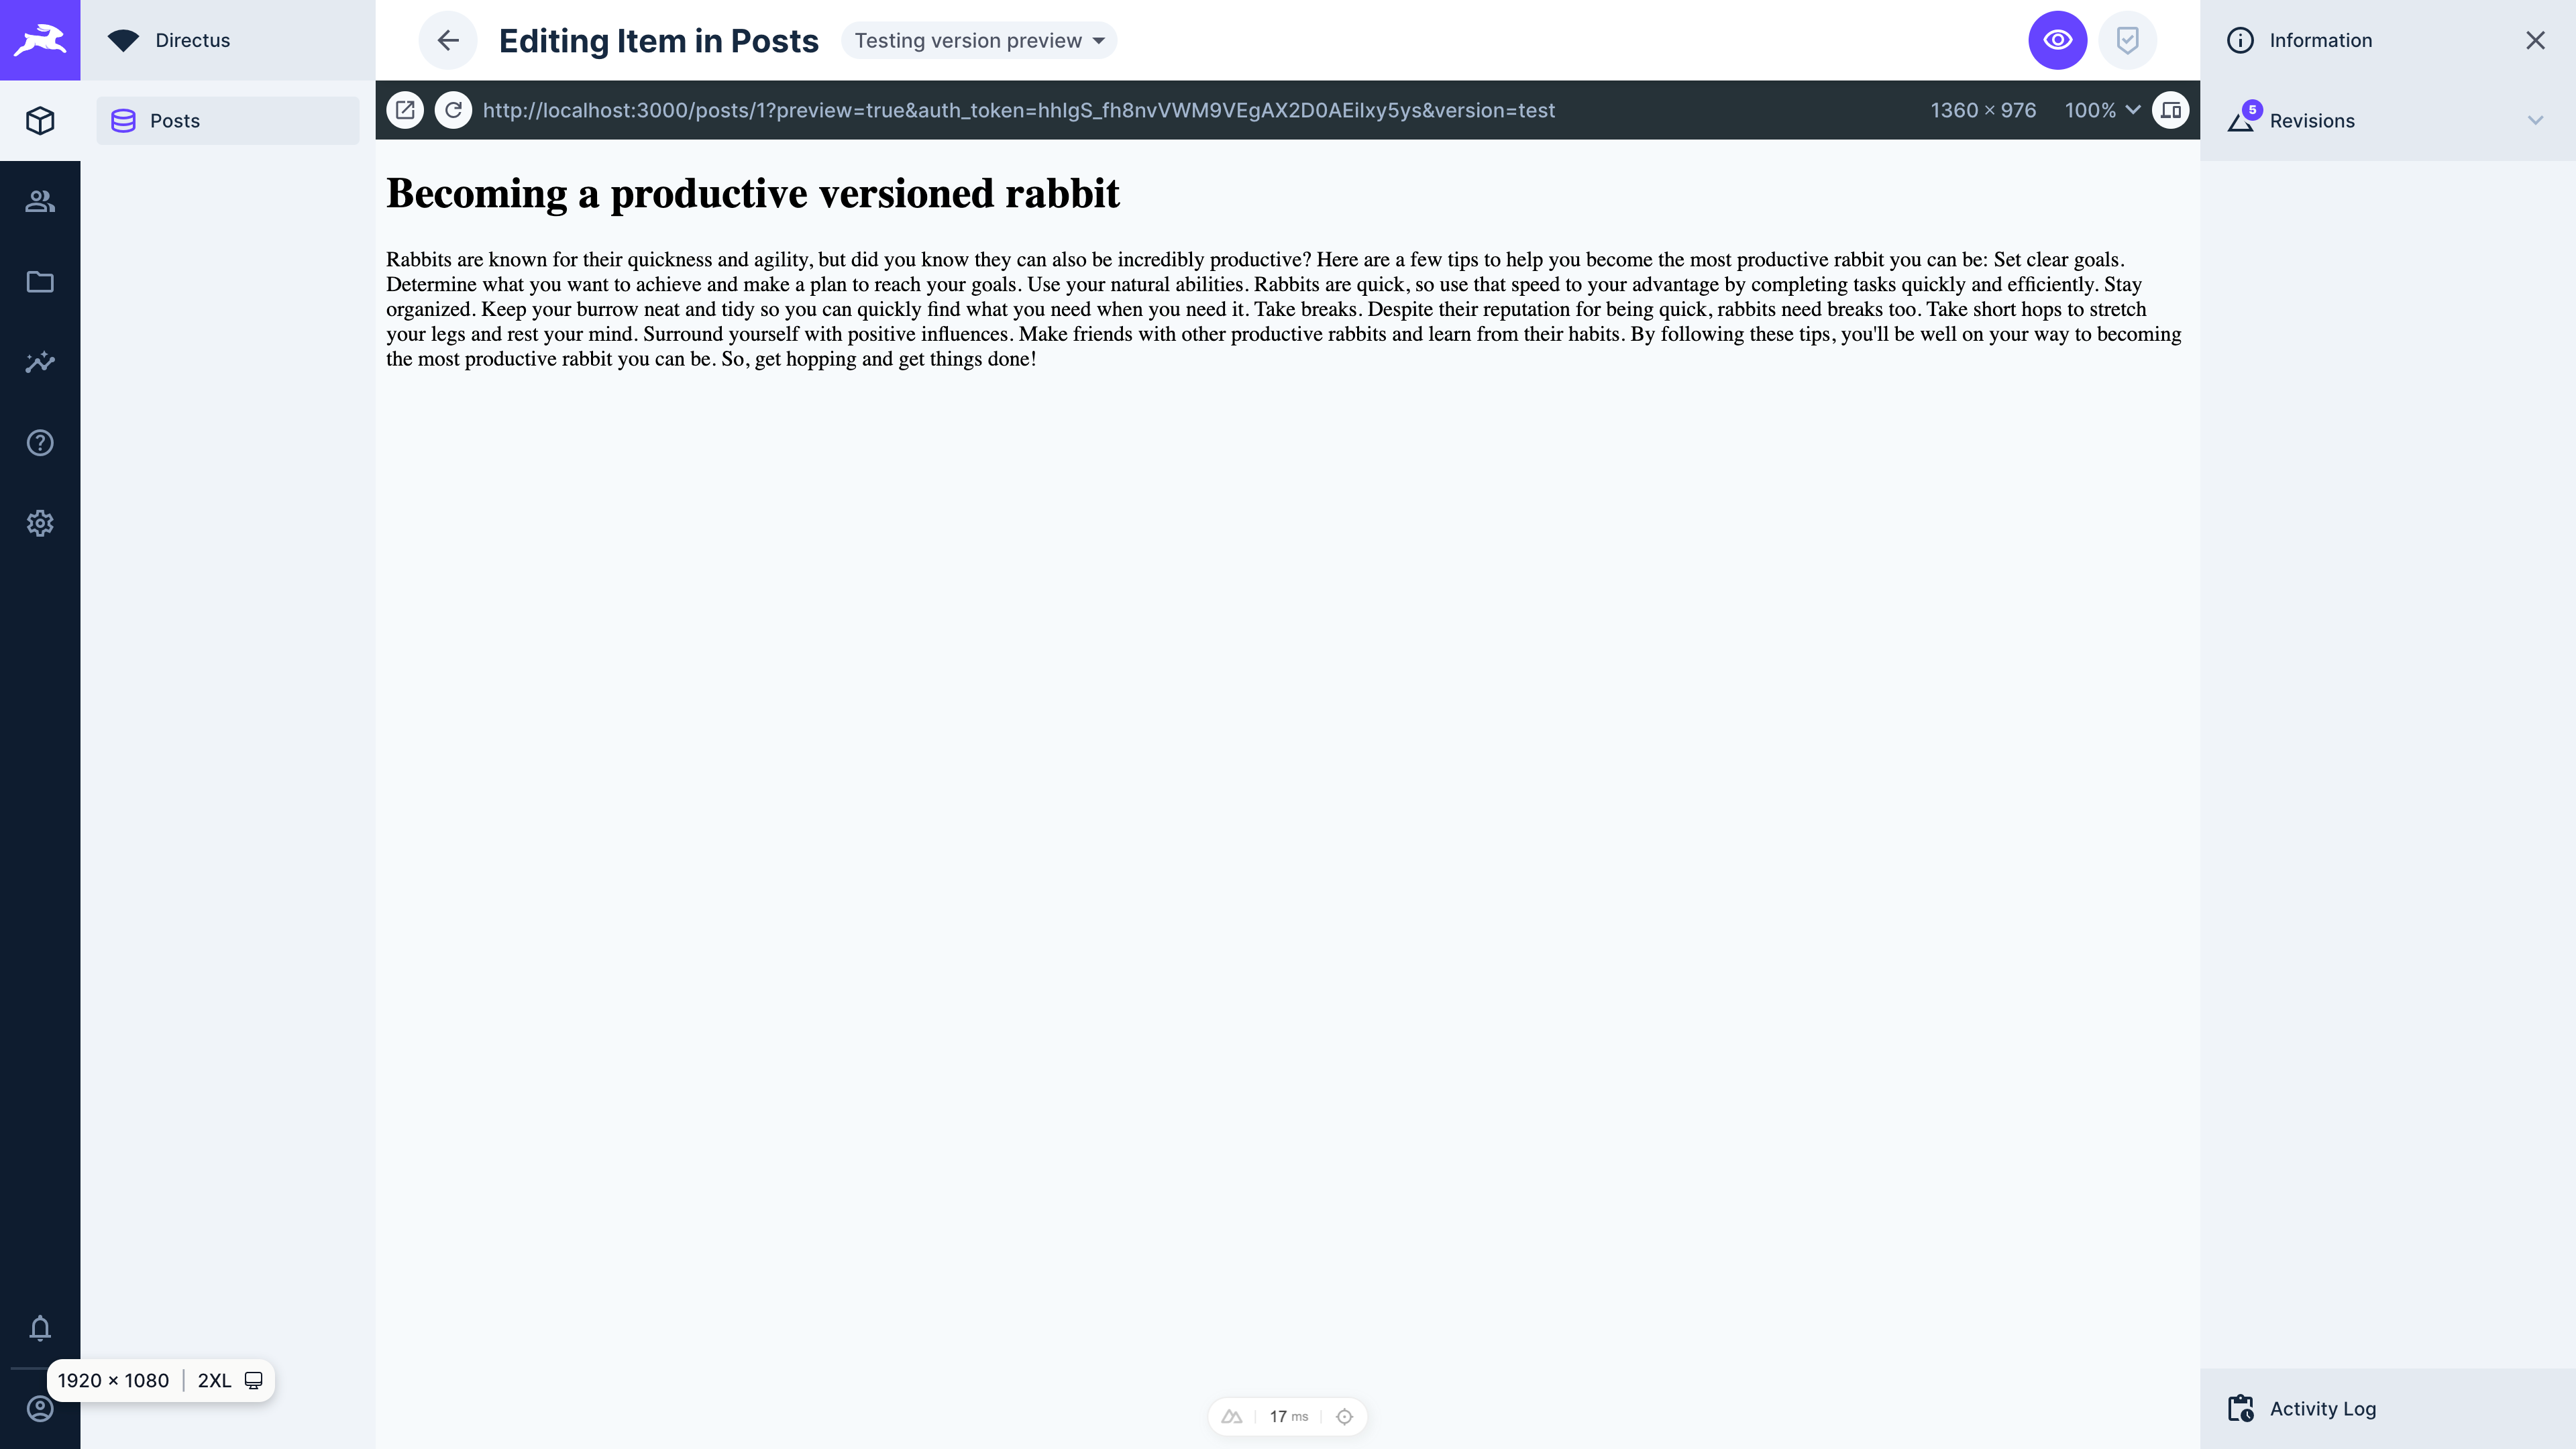 Directus
Editing Item in Posts
Testing version preview
Information
Posts
http://localhost:3000/posts/1?preview=true&auth_token=hhIgS_fh8nvVWM9VEgAX2D0AEilxy5ys&version=test
1360 × 976
100%
5
Revisions
Becoming a productive versioned rabbit
Rabbits are known for their quickness and agility, but did you know they can also be incredibly productive? Here are a few tips to help you become the most productive rabbit you can be: Set clear goals.
Determine what you want to achieve and make a plan to reach your goals. Use your natural abilities. Rabbits are quick, so use that speed to your advantage by completing tasks quickly and efficiently. Stay
organized. Keep your burrow neat and tidy so you can quickly find what you need when you need it. Take breaks. Despite their reputation for being quick, rabbits need breaks too. Take short hops to stretch
your legs and rest your mind. Surround yourself with positive influences. Make friends with other productive rabbits and learn from their habits. By following these tips, you'll be well on your way to becoming
the most productive rabbit you can be. So, get hopping and get things done!
1920 × 1080 | 2XL
17 ms
Activity Log